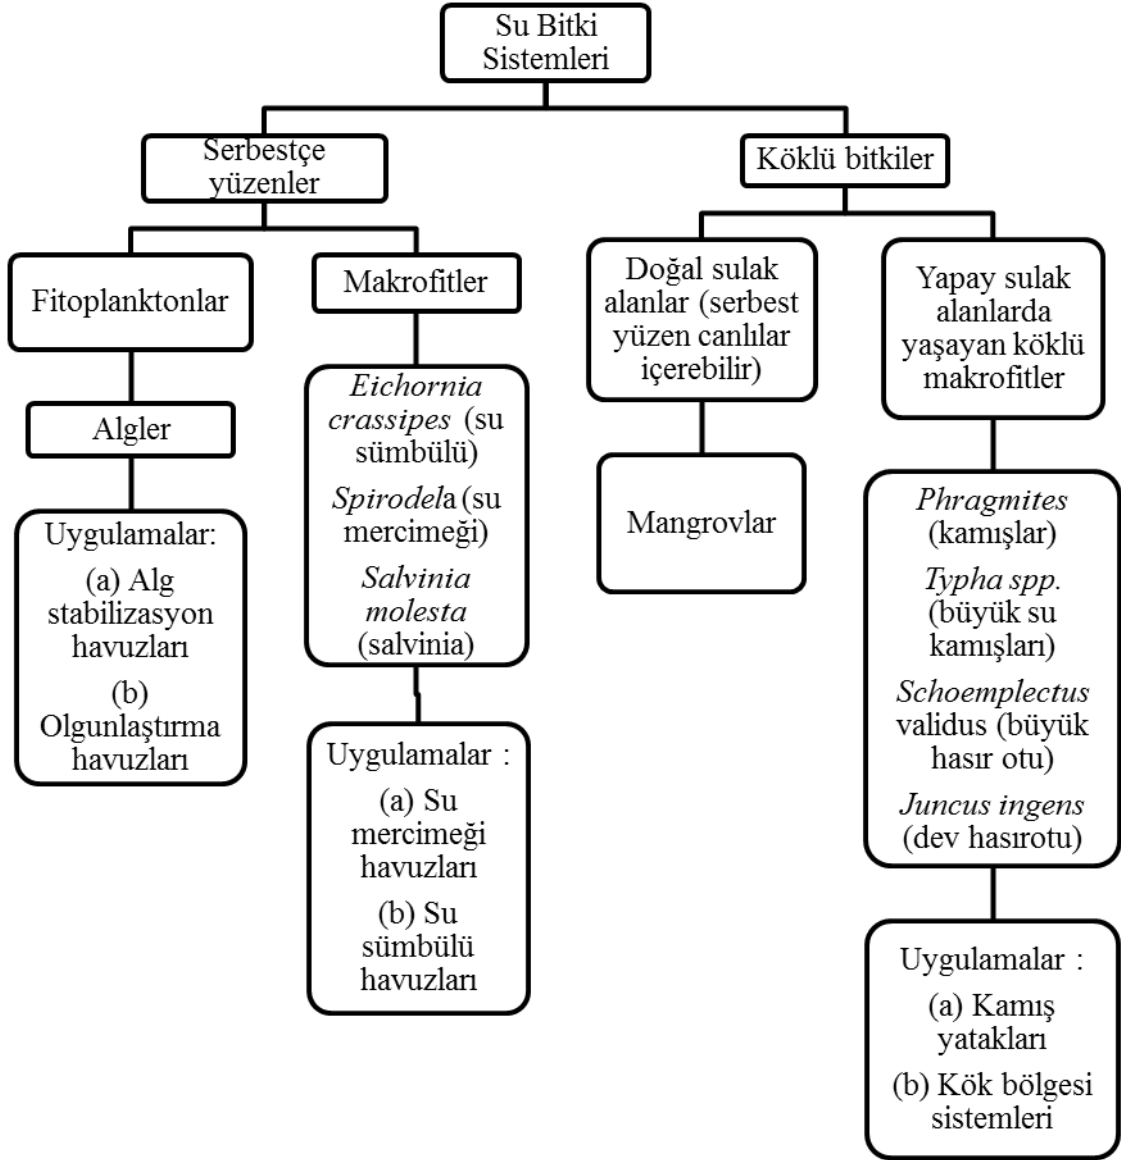 Su Bitki
Sistemleri
Serbestçe
yüzenler
Köklü bitkiler
Fitoplanktonlar
Algler
Uygulamalar:
(a) Alg
stabilizasyon
havuzları
(b)
Olgunlaştırma
havuzları
Makrofitler
Eichornia
crassipes (su
sümbülü)
Spirodela (su
mercimeği)
Salvinia
molesta
(salvinia)
Uygulamalar :
(a) Su
mercimeği
havuzları
(b) Su
sümbülü
havuzları
Doğal sulak
alanlar (serbest
yüzen canlılar
içerebilir)
Mangrovlar
Yapay sulak
alanlarda
yaşayan köklü
makrofitler
Phragmites
(kamışlar)
Typha spp.
(büyük su
kamışları)
Schoemplectus
validus (büyük
hasır otu)
Juncus ingens
(dev hasırotu)
Uygulamalar :
(a) Kamış
yatakları
(b) Kök bölgesi
sistemleri